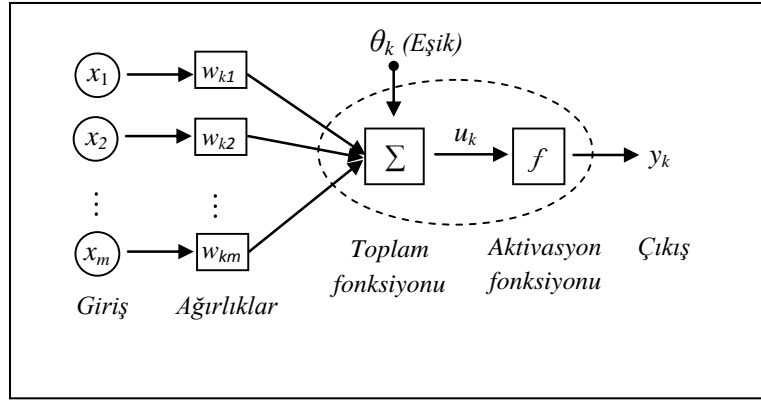 θk (Eşik)
x1 wk1
x2 wk2 Σ uk f yk
⋮ ⋮
xm wkm
Toplam fonksiyonu
Aktivasyon fonksiyonu
Çıkış
Giriş
Ağırlıklar